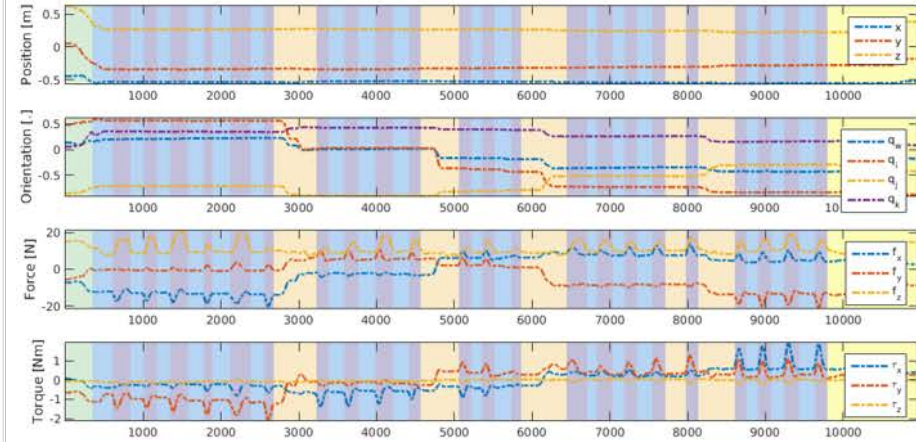 Position [m]
0.5
0
-0.5
x
y
z
1000 2000 3000 4000 5000 6000 7000 8000 9000 10000
Orientation [.]
0.5
0
-0.5
q_w
q_i
q_j
q_k
1000 2000 3000 4000 5000 6000 7000 8000 9000 10000
Force [N]
20
0
-20
f_x
f_y
f_z
1000 2000 3000 4000 5000 6000 7000 8000 9000 10000
Torque [Nm]
1
0
-1
-2
τ_x
τ_y
τ_z
1000 2000 3000 4000 5000 6000 7000 8000 9000 10000